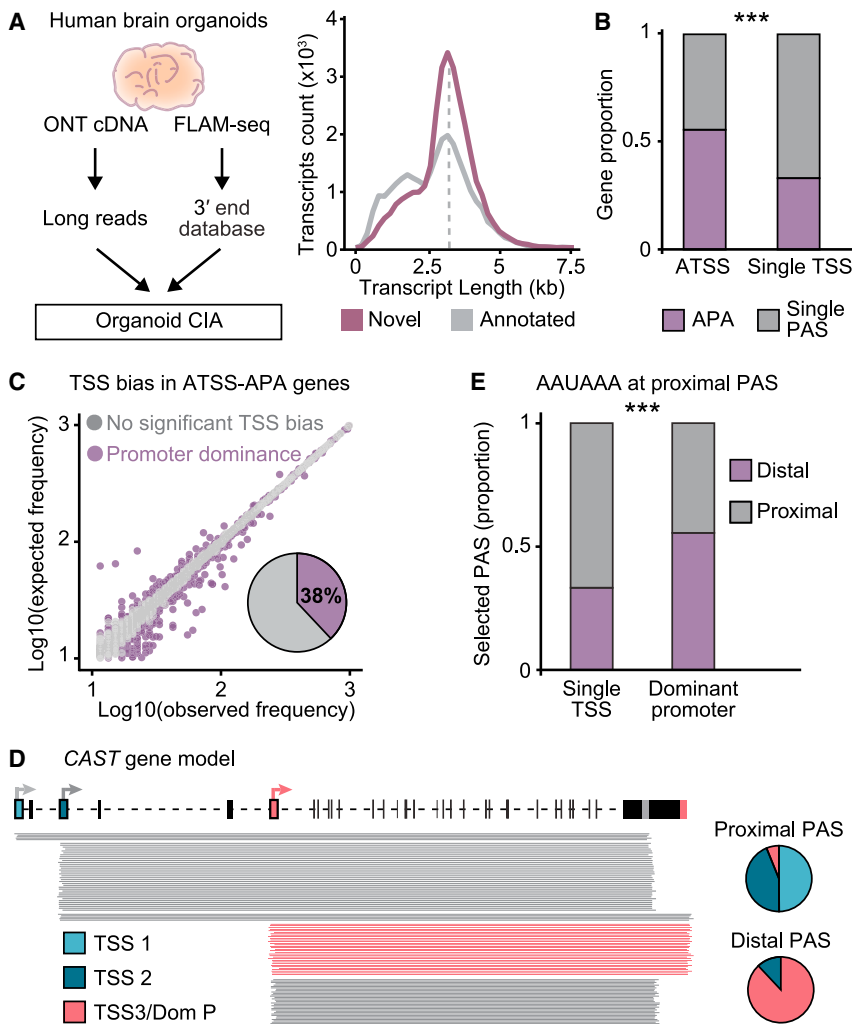 A
Human brain organoids
ONT cDNA
FLAM-seq
Long reads
3′ end
database
Organoid CIA
Transcripts count (x10³)
4
3
2
1
0
0
2.5
5
7.5
Transcript Length (kb)
Novel
Annotated
B
***
Gene proportion
1
0.5
0
ATSS
Single TSS
APA
Single
PAS
C
TSS bias in ATSS-APA genes
No significant TSS bias
Promoter dominance
Log10(expected frequency)
3
2
1
38%
1
2
3
Log10(observed frequency)
E
AAUAAA at proximal PAS
***
Selected PAS (proportion)
1
0.5
0
Distal
Proximal
Single
TSS
Dominant
promoter
D
CAST gene model
TSS 1
TSS 2
TSS3/Dom P
Proximal PAS
Distal PAS